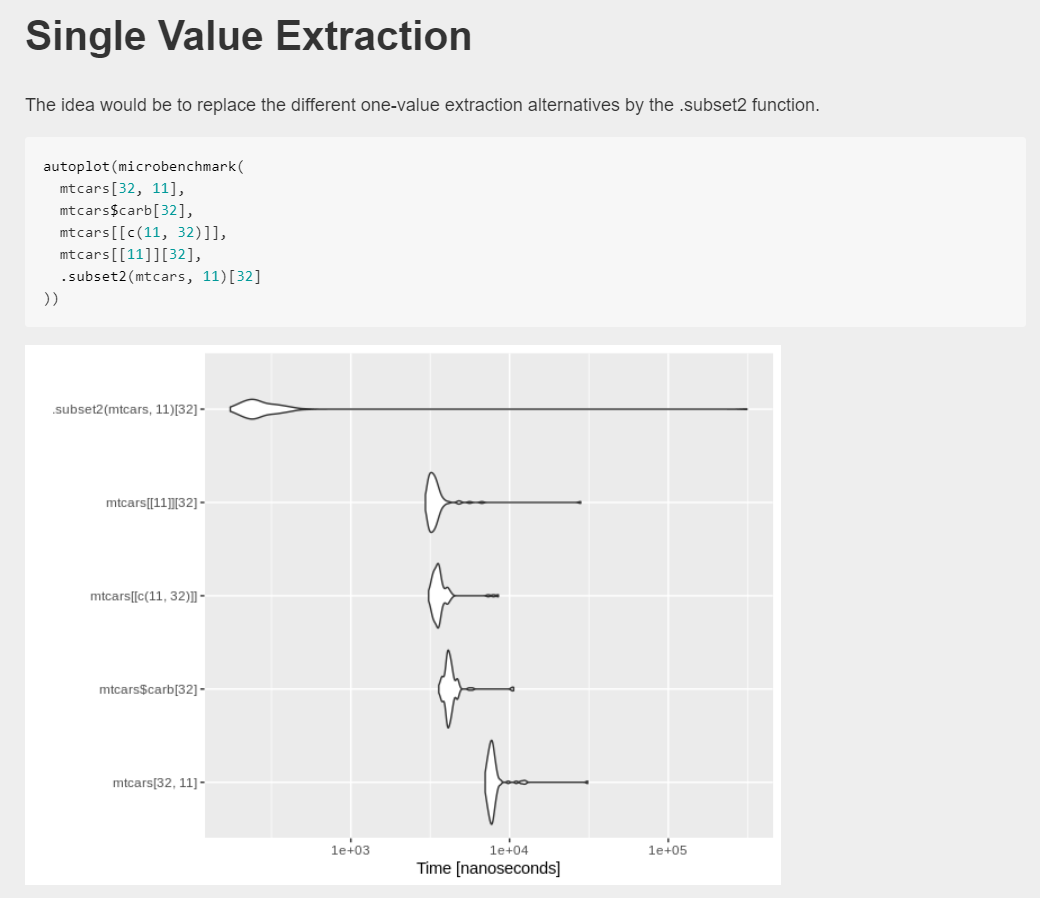 Single Value Extraction
The idea would be to replace the different one-value extraction alternatives by the .subset2 function.
autoplot(microbenchmark(
  mtcars[32, 11],
  mtcars$carb[32],
  mtcars[[c(11, 32)]],
  mtcars[[11]][32],
  .subset2(mtcars, 11)[32]
))
.subset2(mtcars, 11)[32]
mtcars[[11]][32]
mtcars[[c(11, 32)]]
mtcars$carb[32]
mtcars[32, 11]
1e+03 1e+04 1e+05
Time [nanoseconds]